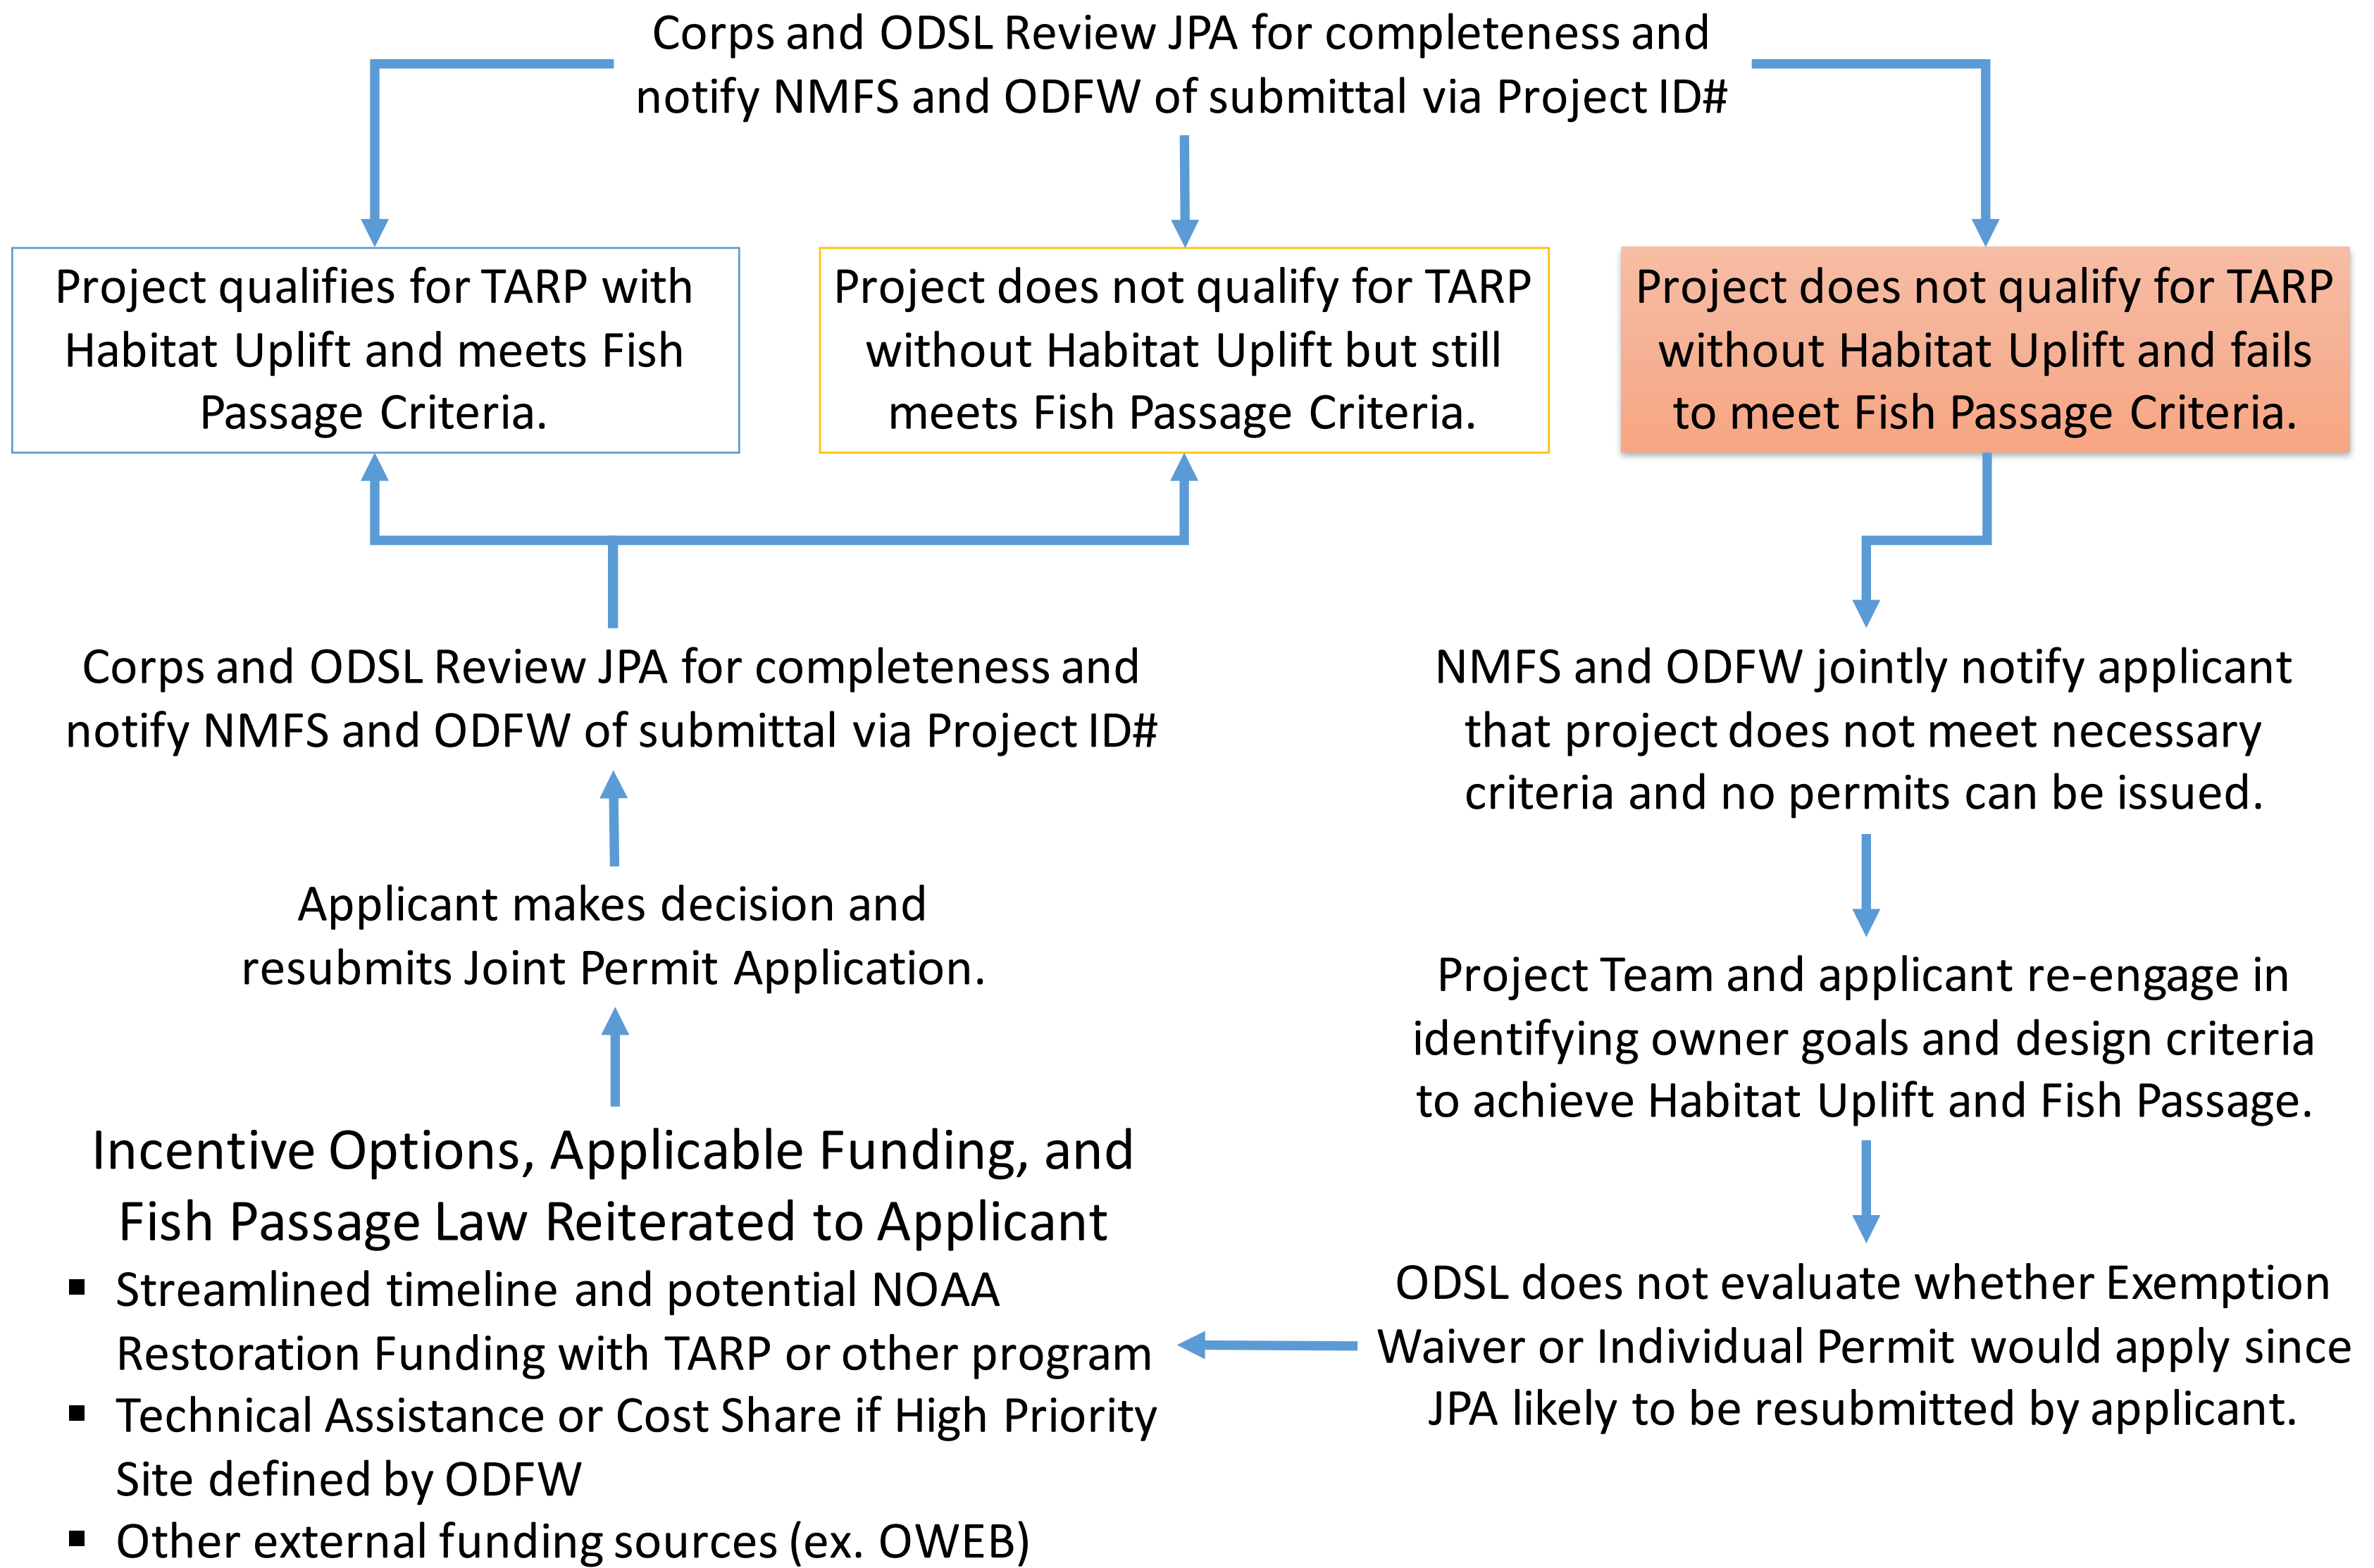 Corps and ODSL Review JPA for completeness and
notify NMFS and ODFW of submittal via Project ID#
Project qualifies for TARP with
Habitat Uplift and meets Fish
Passage Criteria.
Project does not qualify for TARP
without Habitat Uplift but still
meets Fish Passage Criteria.
Project does not qualify for TARP
without Habitat Uplift and fails
to meet Fish Passage Criteria.
Corps and ODSL Review JPA for completeness and
notify NMFS and ODFW of submittal via Project ID#
NMFS and ODFW jointly notify applicant
that project does not meet necessary
criteria and no permits can be issued.
Applicant makes decision and
resubmits Joint Permit Application.
Project Team and applicant re-engage in
identifying owner goals and design criteria
to achieve Habitat Uplift and Fish Passage.
Incentive Options, Applicable Funding, and
Fish Passage Law Reiterated to Applicant
▪ Streamlined timeline and potential NOAA
Restoration Funding with TARP or other program
▪ Technical Assistance or Cost Share if High Priority
Site defined by ODFW
▪ Other external funding sources (ex. OWEB)
ODSL does not evaluate whether Exemption
Waiver or Individual Permit would apply since
JPA likely to be resubmitted by applicant.